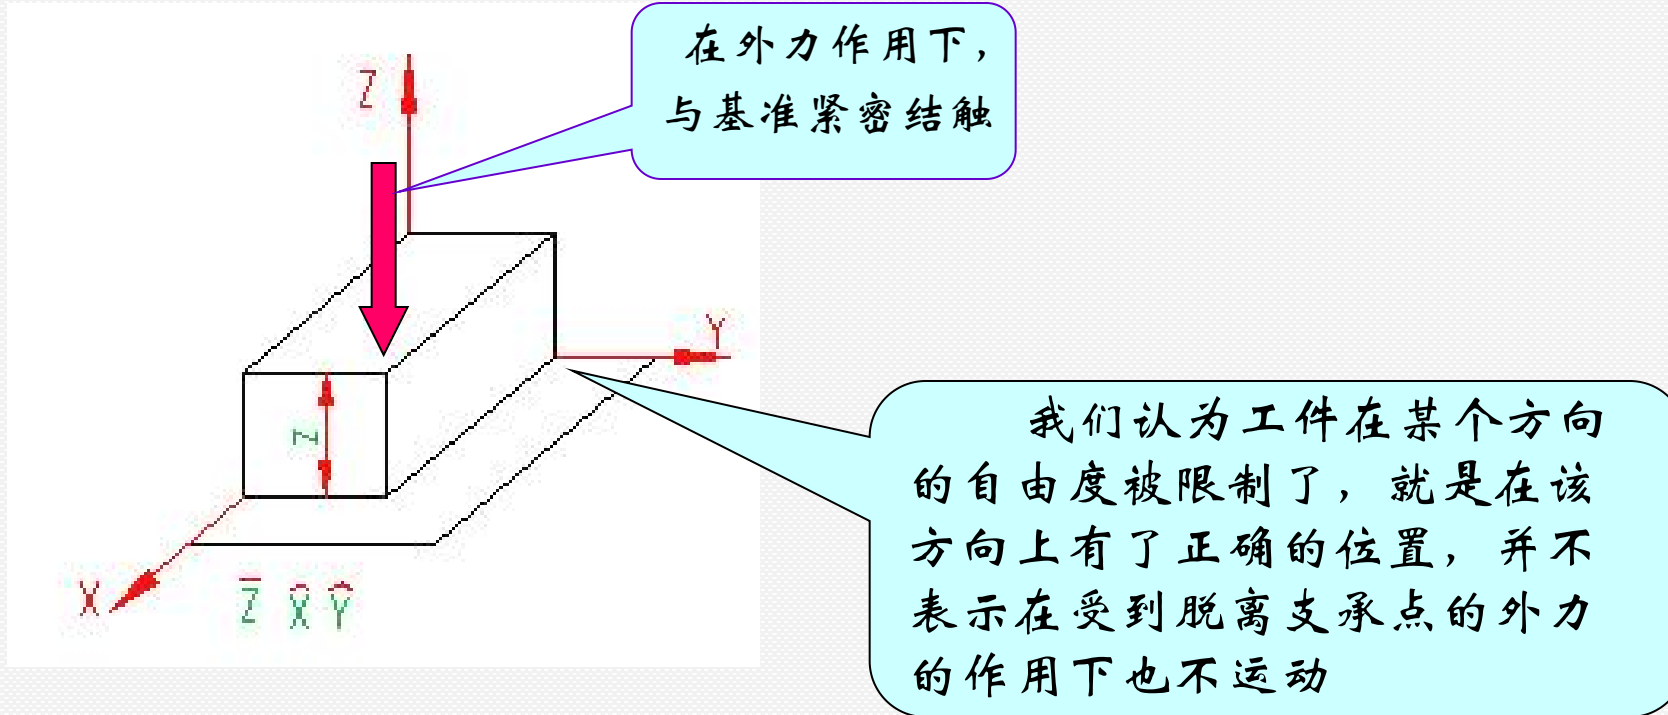 在外力作用下，
与基准紧密结触
Z
Y
Z
X
Z̅ X̂ Ŷ
我们认为工件在某个方向
的自由度被限制了，就是在该
方向上有了正确的位置，并不
表示在受到脱离支承点的外力
的作用下也不运动